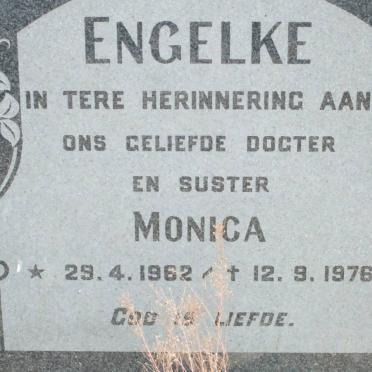 ENGELKE
IN TERE HERINNERING AAN
ONS GELIEFDE DOGTER
EN SUSTER
MONICA
★ 29.4.1962 † 12.9.1976
GOD IS LIEFDE.